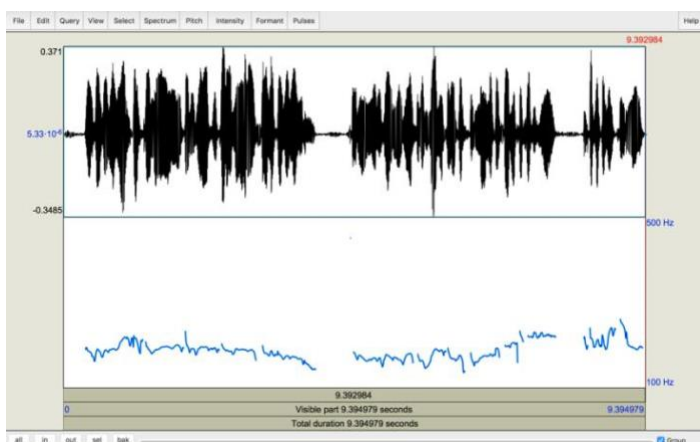 File Edit Query View Select Spectrum Pitch Intensity Formant Pulses Help
9.392984
0.371
5.33·10⁻⁶
-0.3485
500 Hz
100 Hz
9.392984
0 Visible part 9.394979 seconds 9.394979
Total duration 9.394979 seconds
all in out sel bak Group